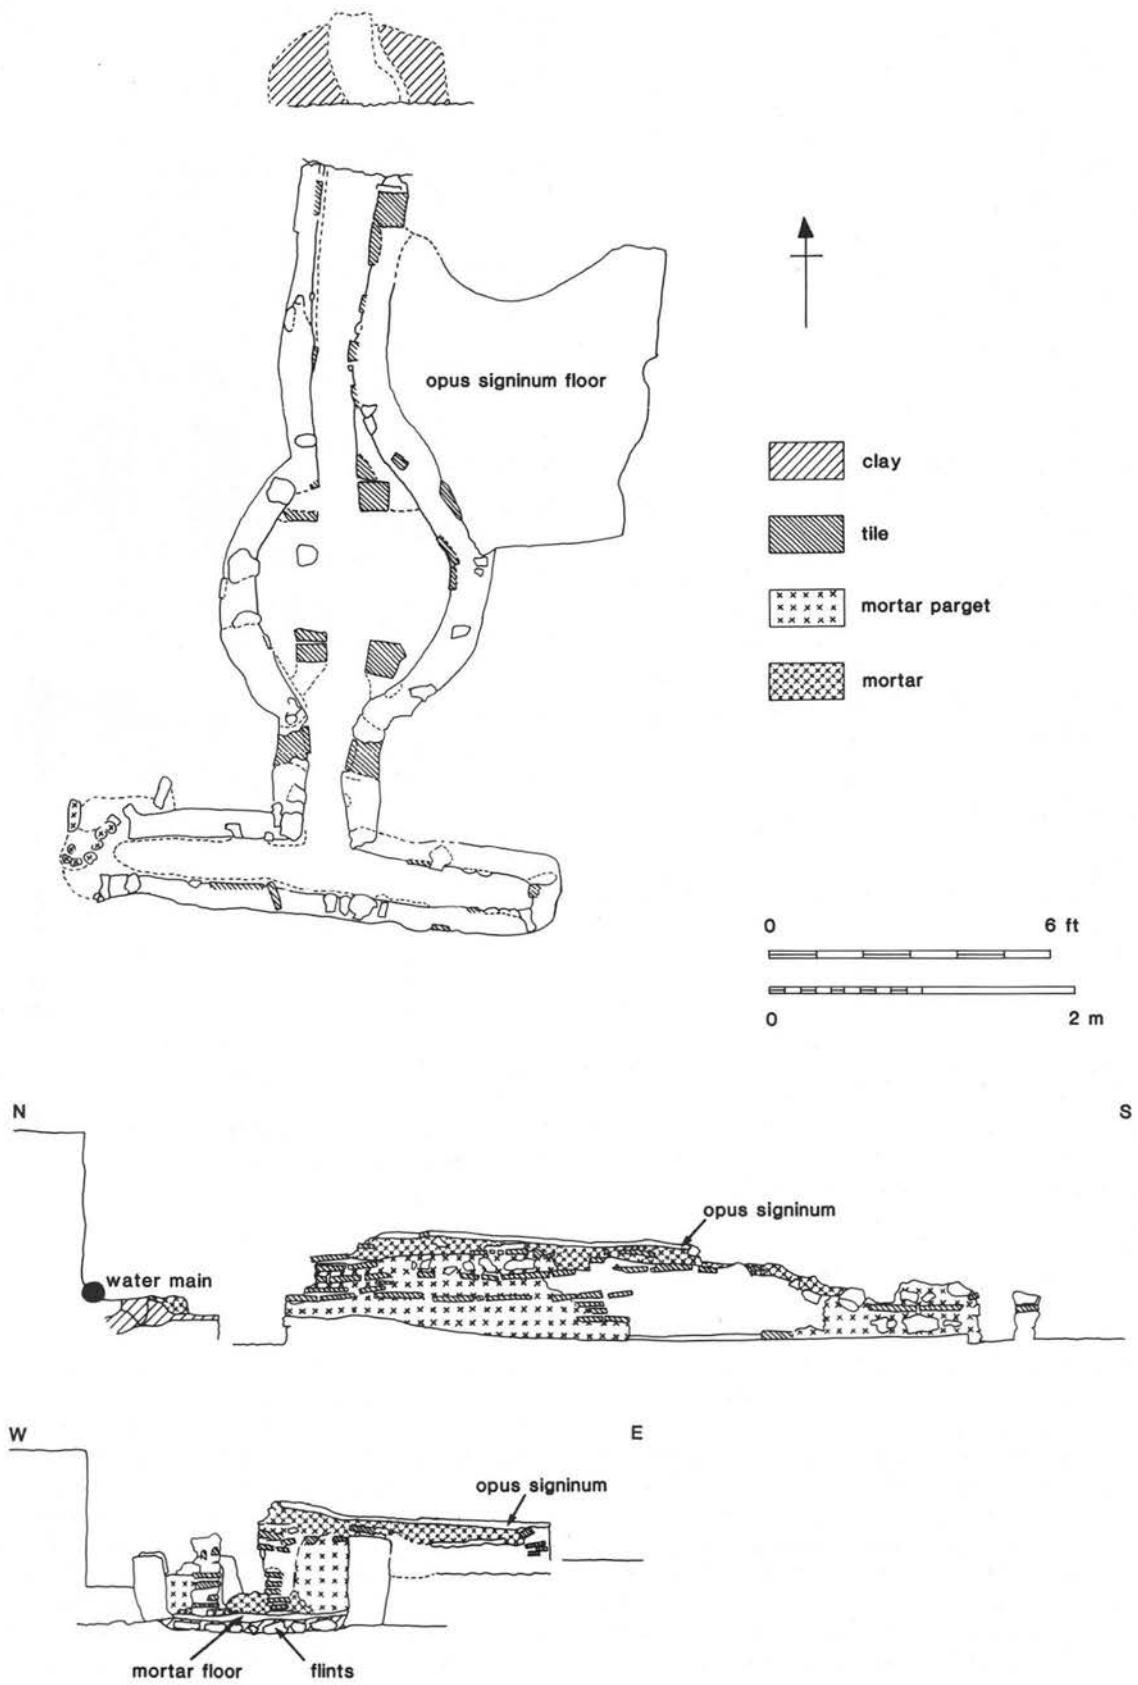 opus signinum floor
clay
tile
mortar parget
mortar
0 6 ft
0 2 m
N S
opus signinum
water main
W E
opus signinum
mortar floor flints